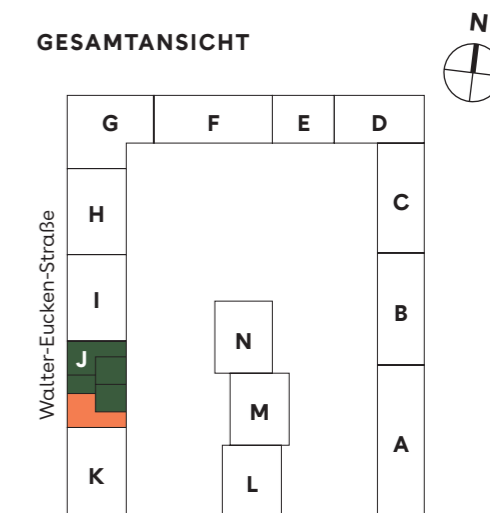 N
GESAMTANSICHT
G F E D
C
H
Walter-Eucken-Straße
I
B
N
J
M
A
K
L